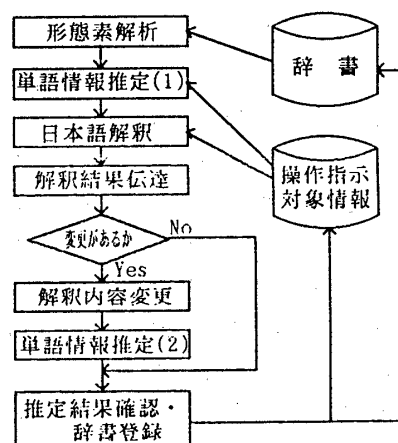 形態素解析
辞書
単語情報推定(1)
日本語解釈
解釈結果伝達
操作指示
対象情報
変更があるか
No
Yes
解釈内容変更
単語情報推定(2)
推定結果確認・
辞書登録